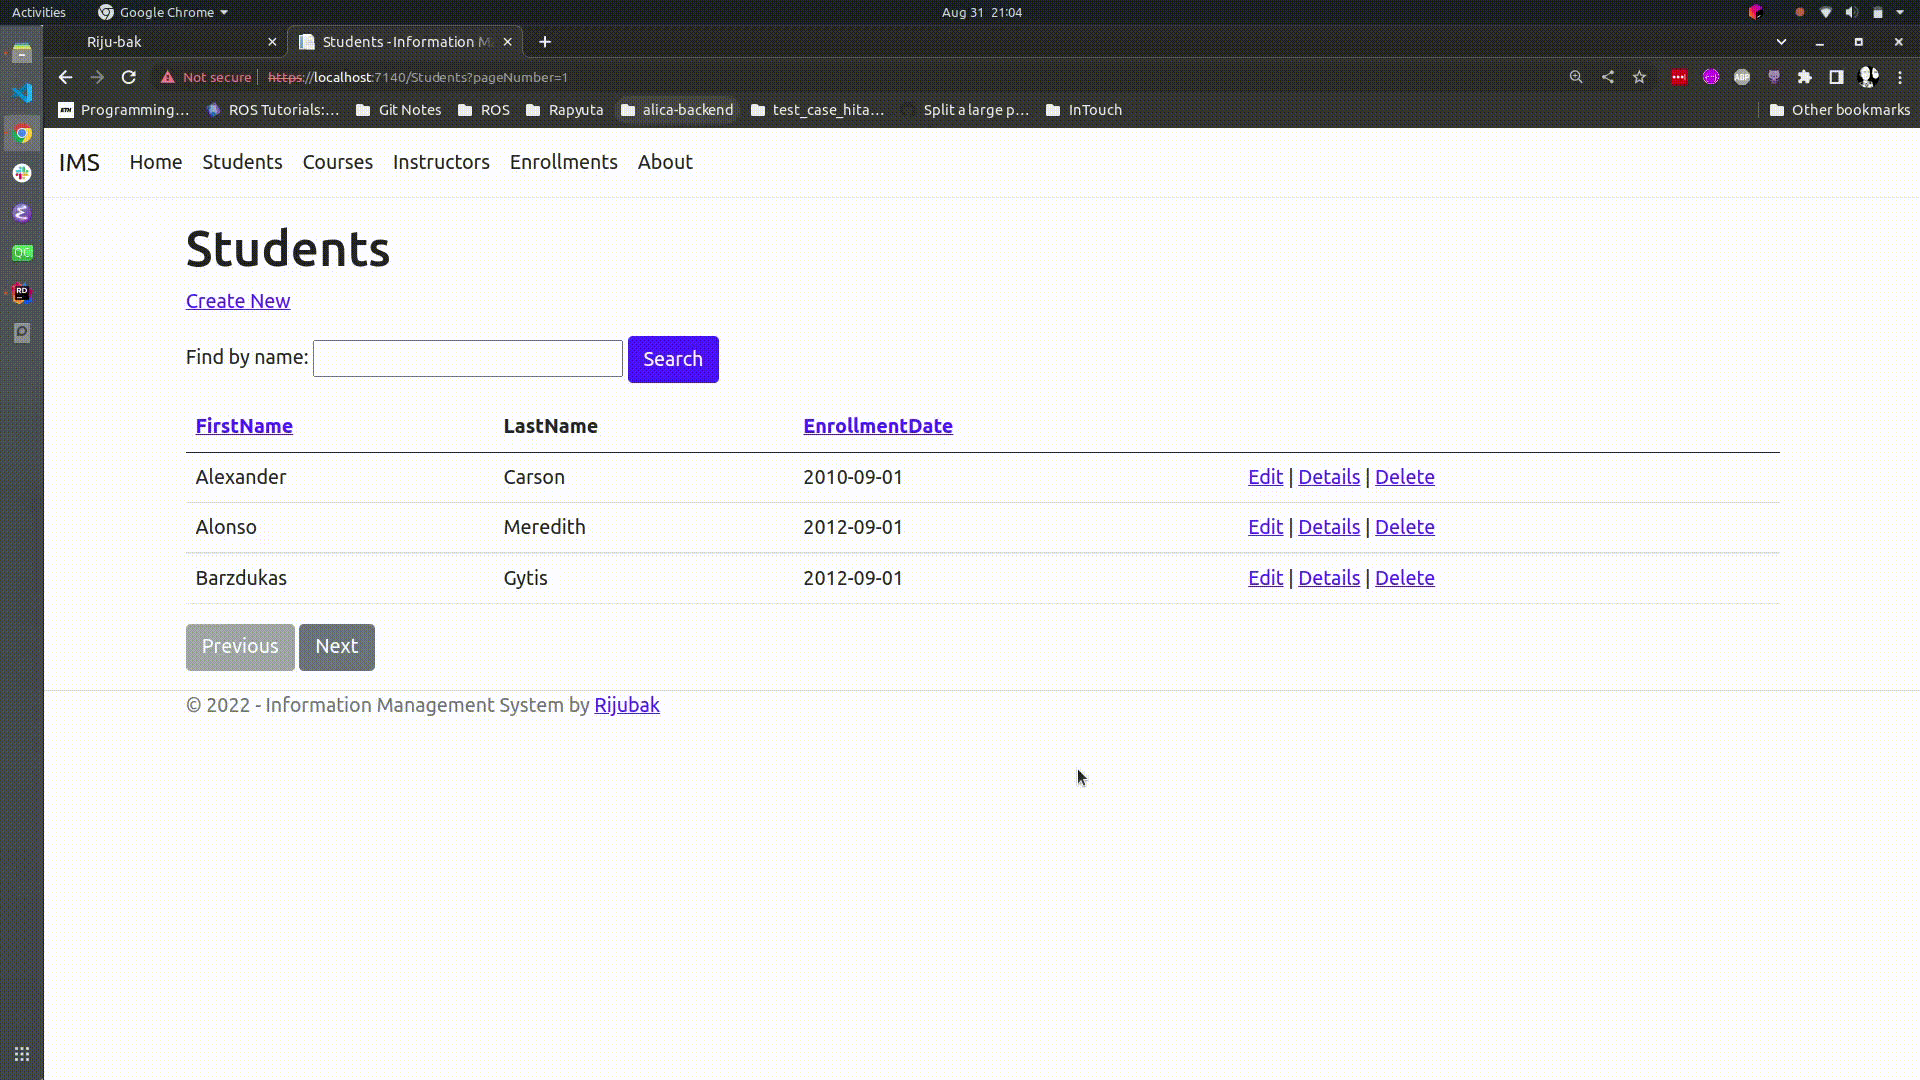 Activities
Google Chrome
Aug 31 21:04
Riju-bak
Students - Information M
Not secure
https://localhost:7140/Students?pageNumber=1
ABP
Programming...
ROS Tutorials:...
Git Notes
ROS
Rapyuta
alica-backend
test_case_hita...
Split a large p...
InTouch
Other bookmarks
IMS
Home
Students
Courses
Instructors
Enrollments
About
Students
Create New
Find by name:
Search
FirstName LastName EnrollmentDate
Alexander Carson 2010-09-01 Edit | Details | Delete
Alonso Meredith 2012-09-01 Edit | Details | Delete
Barzdukas Gytis 2012-09-01 Edit | Details | Delete
Previous Next
© 2022 - Information Management System by Rijubak
QC
RD